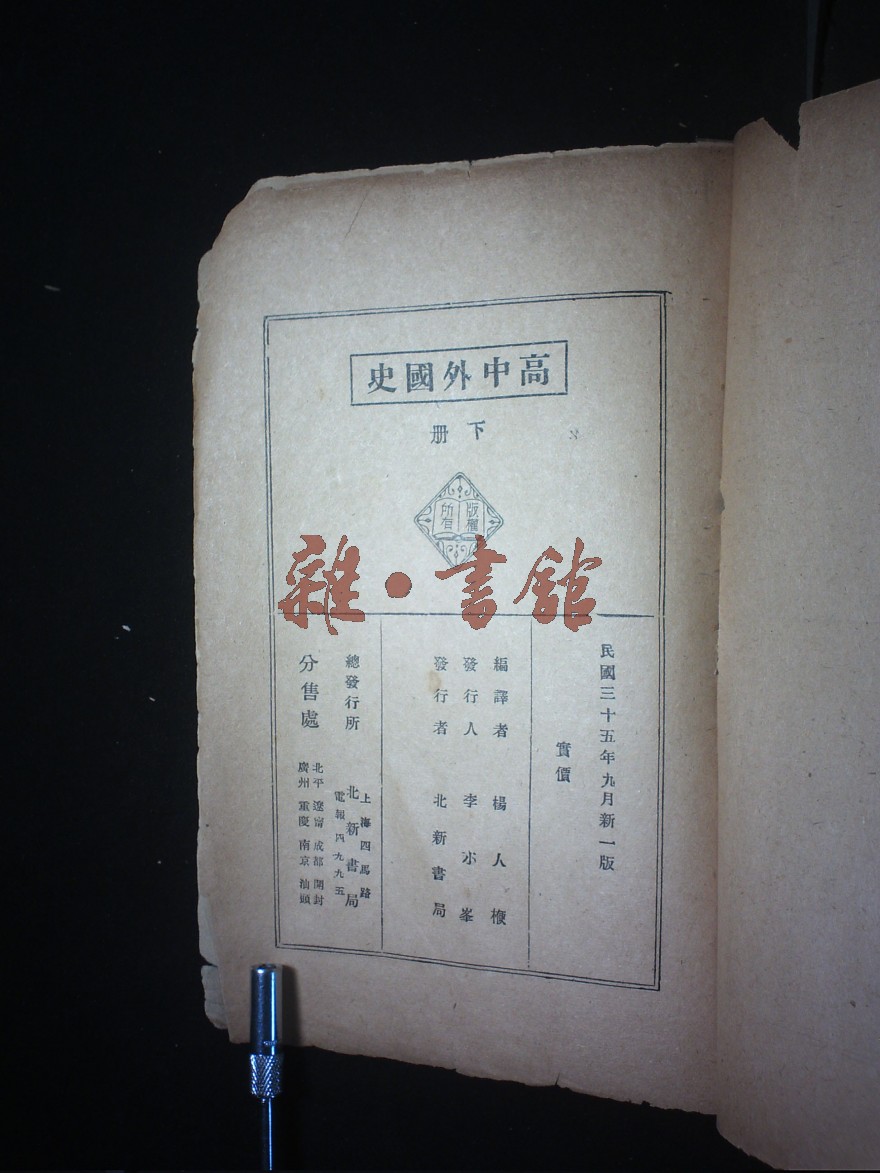 高中外國史
下册
版權
所有
雜·書館
民國三十五年九月新一版
實價
編譯者 楊人楩
發行人 李小峯
發行者 北新書局
總發行所 上海四馬路 北新書局 電報四九九五
分售處 北平 遼甯 成都 開封
廣州 重慶 南京 汕頭